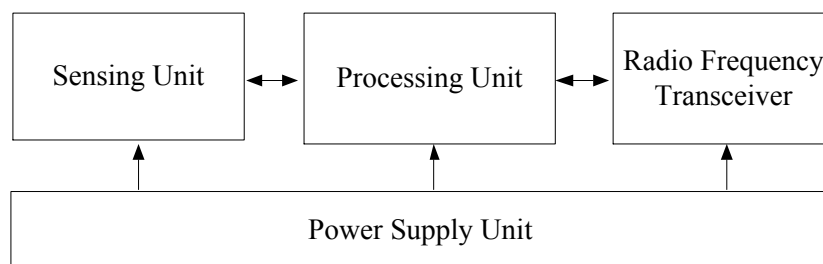 Sensing Unit
Processing Unit
Radio Frequency
Transceiver
Power Supply Unit